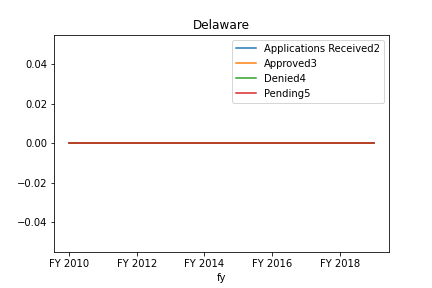 Delaware
Applications Received2
Approved3
Denied4
Pending5
0.04
0.02
0.00
−0.02
−0.04
FY 2010 FY 2012 FY 2014 FY 2016 FY 2018
fy